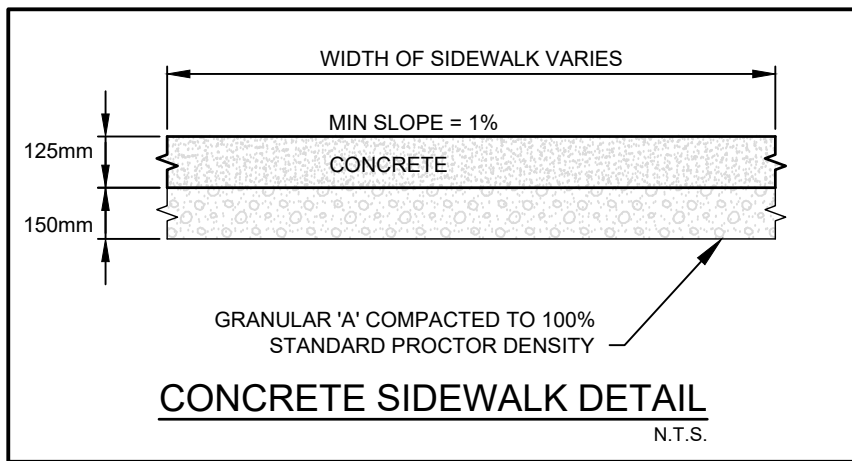 WIDTH OF SIDEWALK VARIES
MIN SLOPE = 1%
125mm
CONCRETE
150mm
GRANULAR 'A' COMPACTED TO 100%
STANDARD PROCTOR DENSITY
CONCRETE SIDEWALK DETAIL
N.T.S.